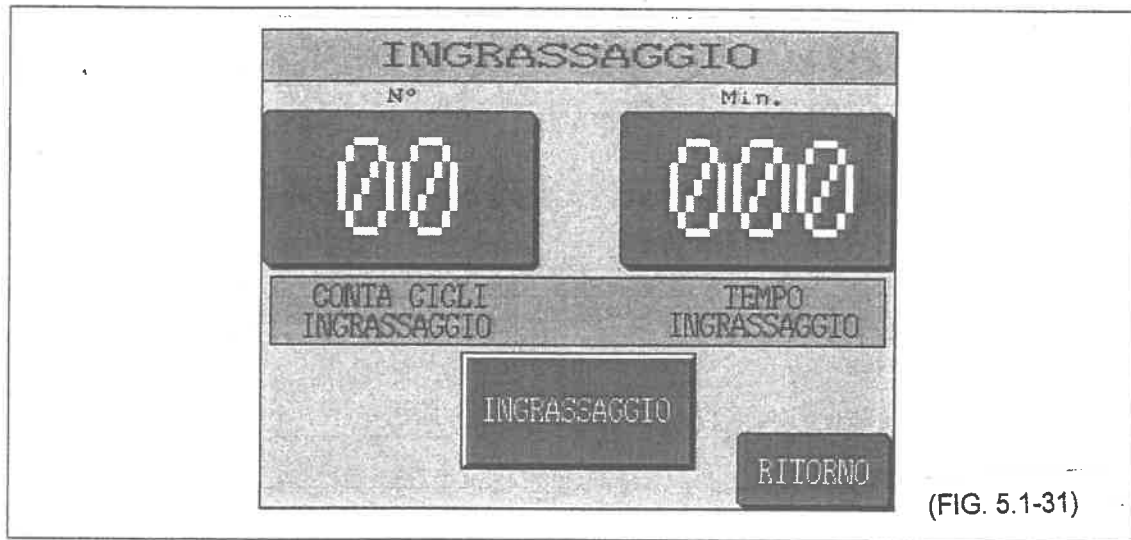 INGRASSAGGIO
N° Min.
00 000
CONTA CICLI TEMPO
INGRASSAGGIO INGRASSAGGIO
INGRASSAGGIO
RITORNO
(FIG. 5.1-31)